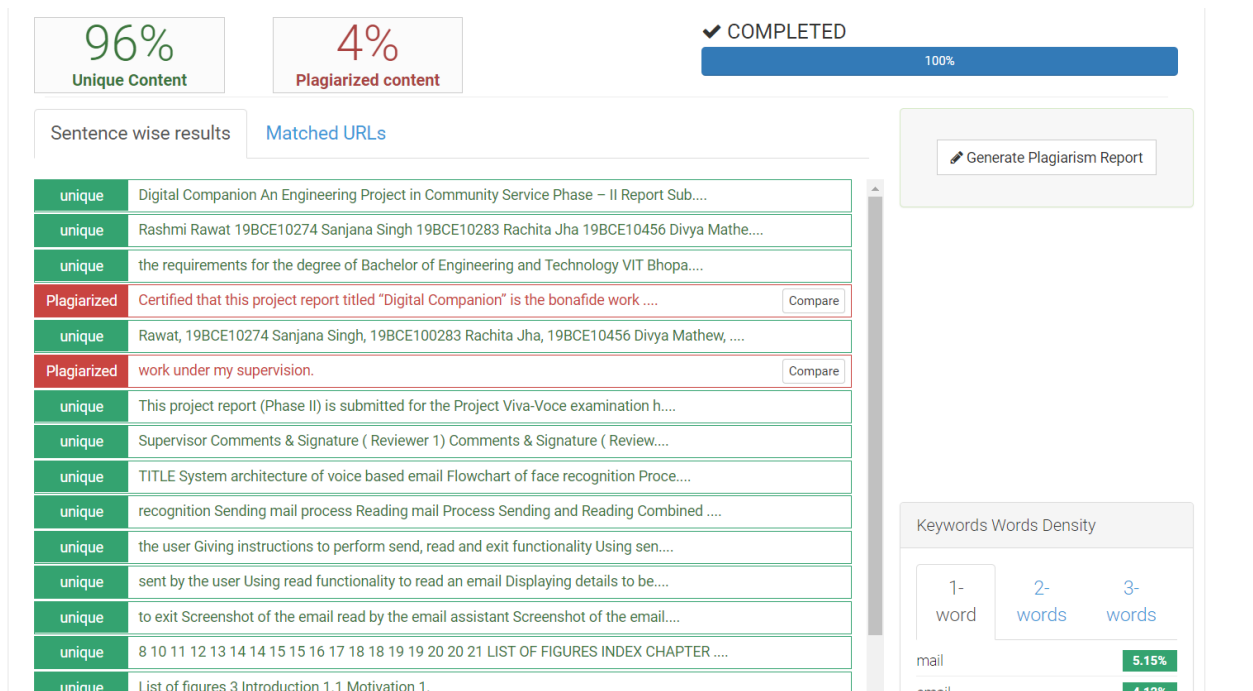 96%
Unique Content
4%
Plagiarized content
COMPLETED
100%
Sentence wise results
Matched URLs
Generate Plagiarism Report
unique Digital Companion An Engineering Project in Community Service Phase – II Report Sub....
unique Rashmi Rawat 19BCE10274 Sanjana Singh 19BCE10283 Rachita Jha 19BCE10456 Divya Mathe....
unique the requirements for the degree of Bachelor of Engineering and Technology VIT Bhopa....
Plagiarized Certified that this project report titled “Digital Companion” is the bonafide work .... Compare
unique Rawat, 19BCE10274 Sanjana Singh, 19BCE100283 Rachita Jha, 19BCE10456 Divya Mathew, ....
Plagiarized work under my supervision. Compare
unique This project report (Phase II) is submitted for the Project Viva-Voce examination h....
unique Supervisor Comments & Signature ( Reviewer 1) Comments & Signature ( Review....
unique TITLE System architecture of voice based email Flowchart of face recognition Proce....
unique recognition Sending mail process Reading mail Process Sending and Reading Combined ....
unique the user Giving instructions to perform send, read and exit functionality Using sen....
unique sent by the user Using read functionality to read an email Displaying details to be....
unique to exit Screenshot of the email read by the email assistant Screenshot of the email....
unique 8 10 11 12 13 14 14 15 15 16 17 18 18 19 19 20 20 21 LIST OF FIGURES INDEX CHAPTER ....
unique List of figures 3 Introduction 1.1 Motivation 1.
Keywords Words Density
1-word
2-words
3-words
mail 5.15%
email 4.12%